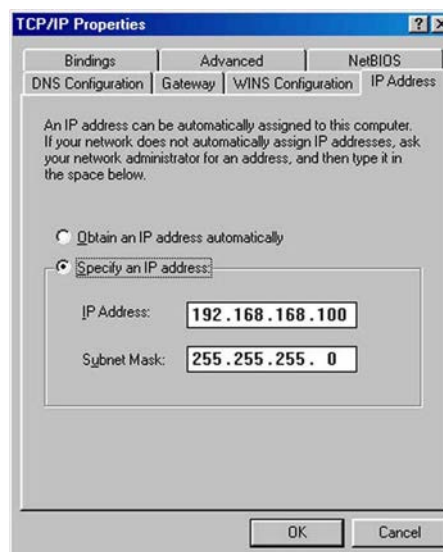 TCP/IP Properties
Bindings Advanced NetBIOS
DNS Configuration Gateway WINS Configuration IP Address
An IP address can be automatically assigned to this computer.
If your network does not automatically assign IP addresses, ask
your network administrator for an address, and then type it in
the space below.
Obtain an IP address automatically
Specify an IP address:
IP Address: 192.168.168.100
Subnet Mask: 255.255.255. 0
OK Cancel